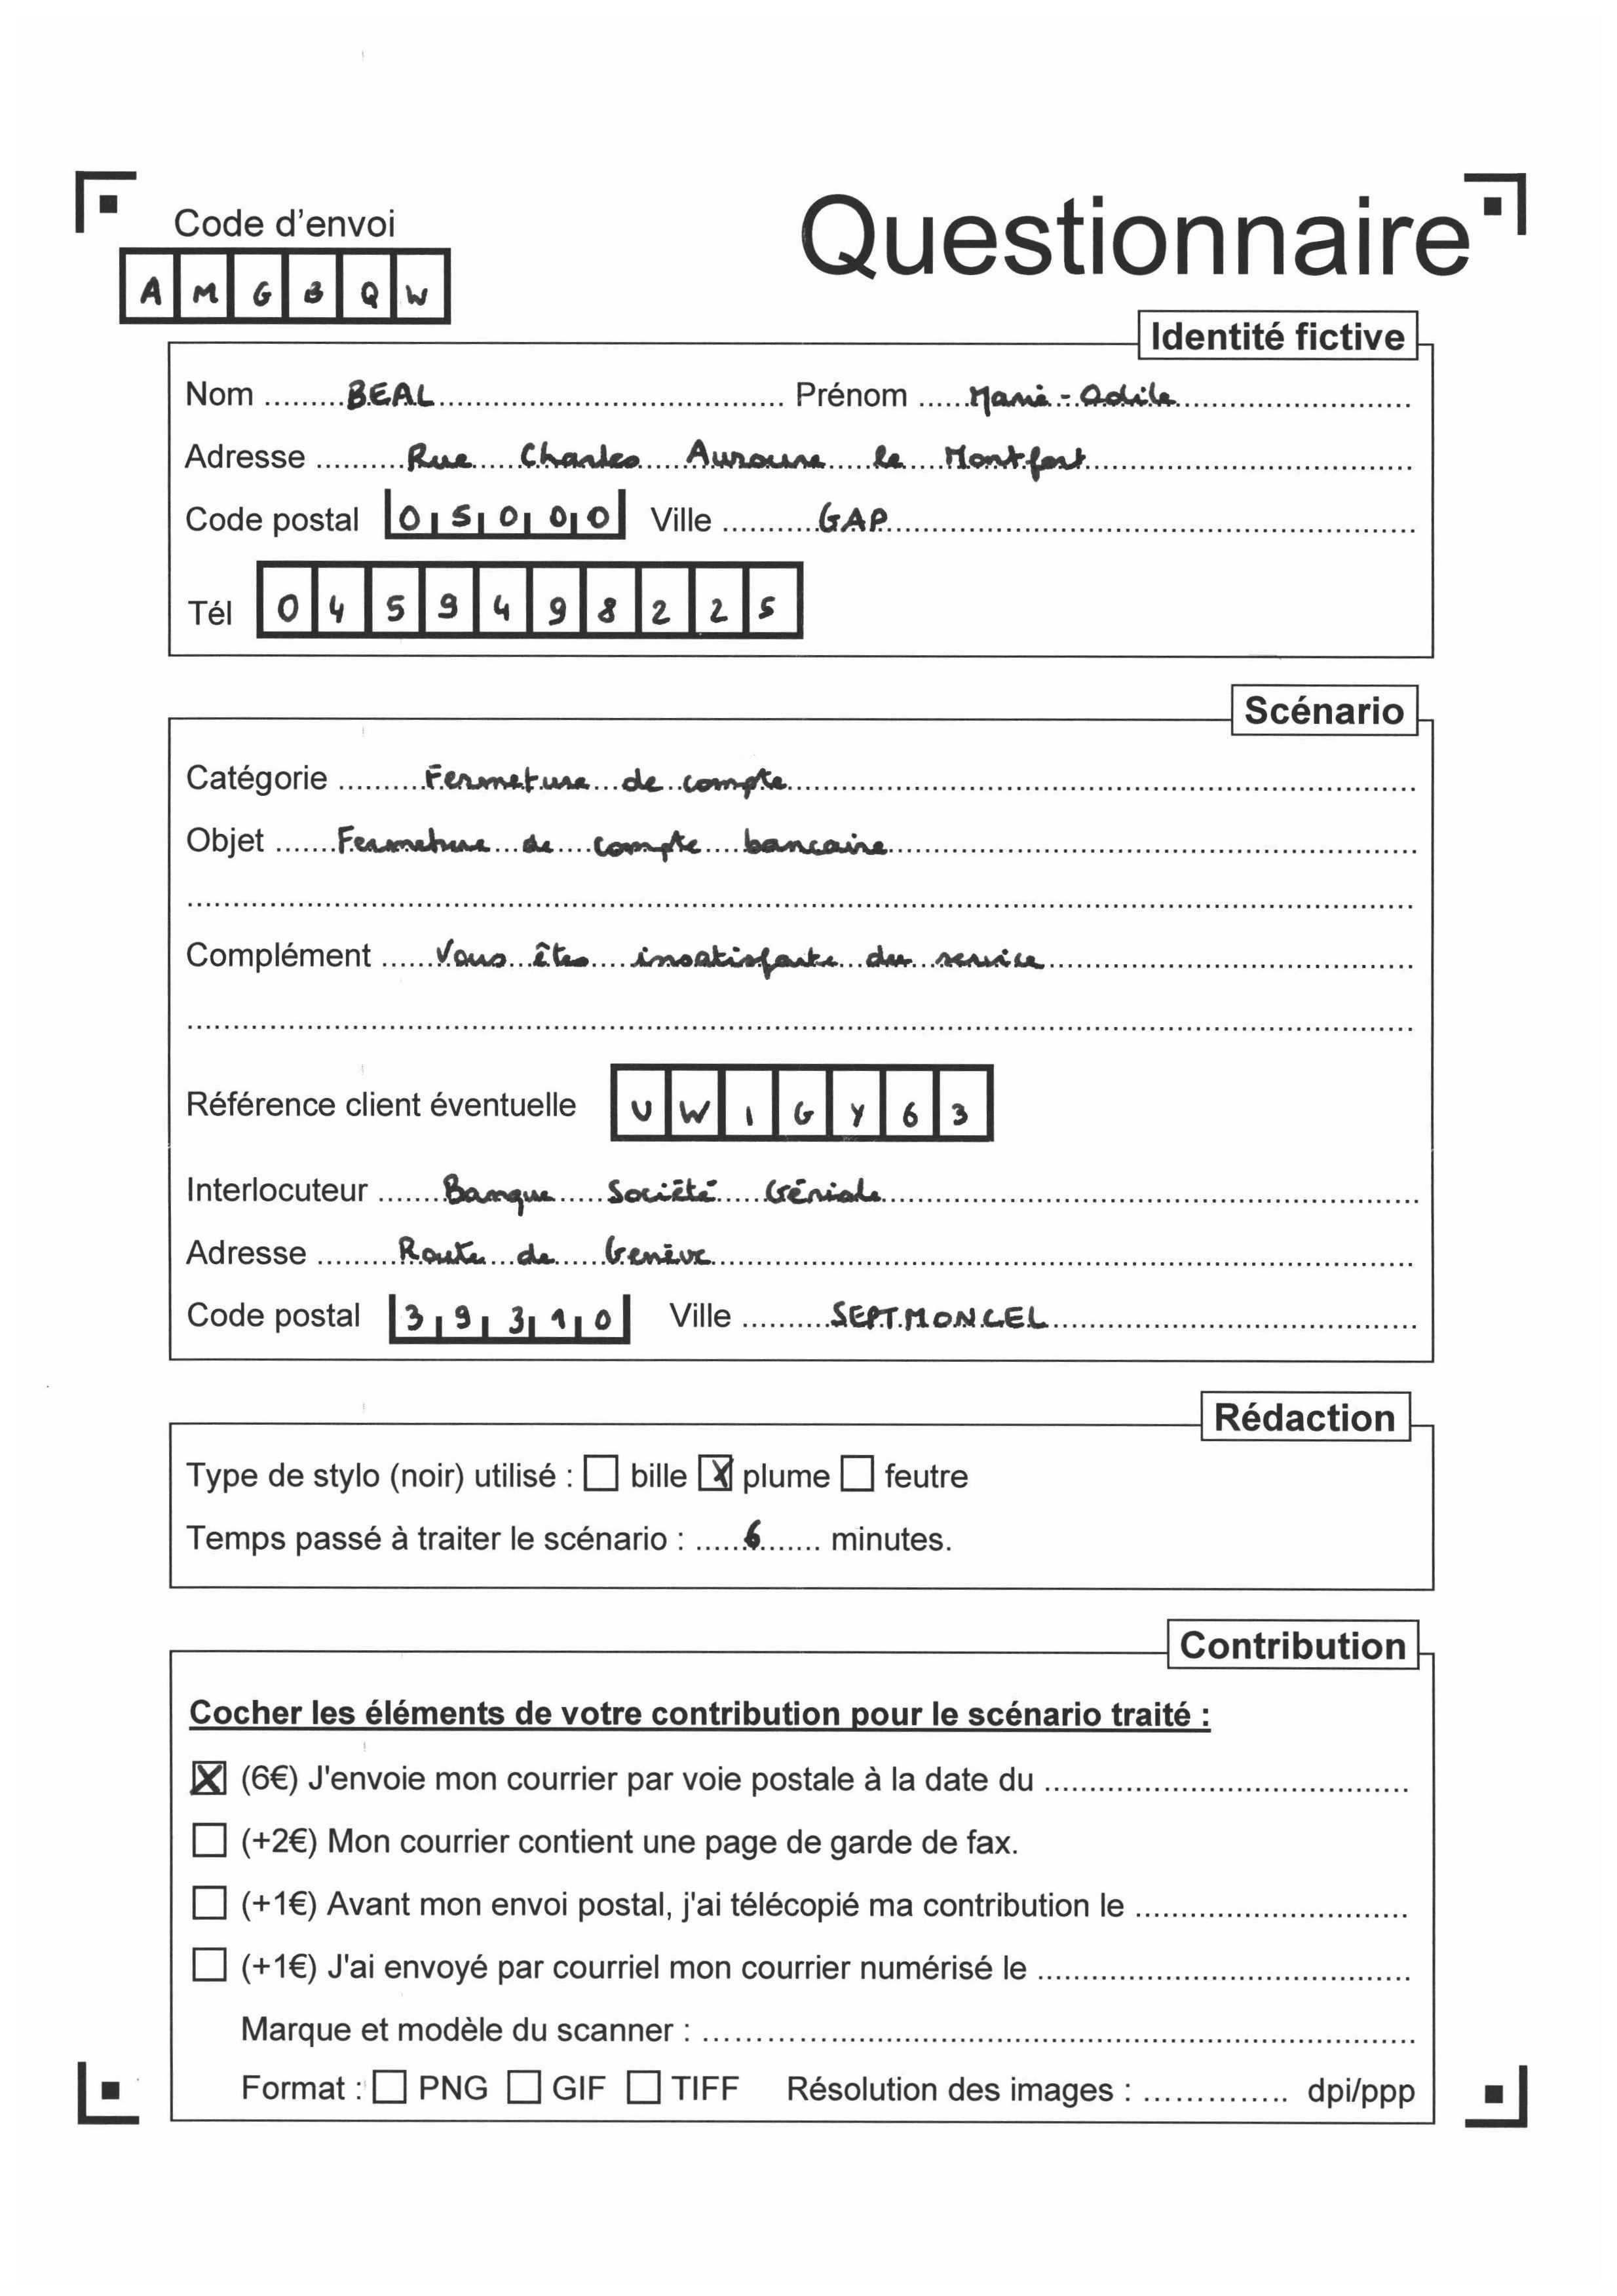 Questionnaire
Code d'envoi
A M G B Q W
Identité fictive
Nom ........ BEAL ........ Prénom ...... Marie - Odile ........
Adresse ........ Rue Charles Aurouze le Montfort ........
Code postal 0 5 0 0 0 Ville ........ GAP ........
Tél 0 4 5 9 4 9 8 2 2 5
Scénario
Catégorie ........ Fermeture de compte ........
Objet ........ Fermeture de compte bancaire ........
Complément ........ Vous êtes insatisfaite du service ........
Référence client éventuelle U W I G Y 6 3
Interlocuteur ........ Banque Société Géniale ........
Adresse ........ Route de Genève ........
Code postal 3 9 3 1 0 Ville ........ SEPTMONCEL ........
Rédaction
Type de stylo (noir) utilisé : ☐ bille ☒ plume ☐ feutre
Temps passé à traiter le scénario : ...... 6 ...... minutes.
Contribution
Cocher les éléments de votre contribution pour le scénario traité :
☒ (6€) J'envoie mon courrier par voie postale à la date du ........
☐ (+2€) Mon courrier contient une page de garde de fax.
☐ (+1€) Avant mon envoi postal, j'ai télécopié ma contribution le ........
☐ (+1€) J'ai envoyé par courriel mon courrier numérisé le ........
Marque et modèle du scanner : ........
Format : ☐ PNG ☐ GIF ☐ TIFF Résolution des images : ........ dpi/ppp